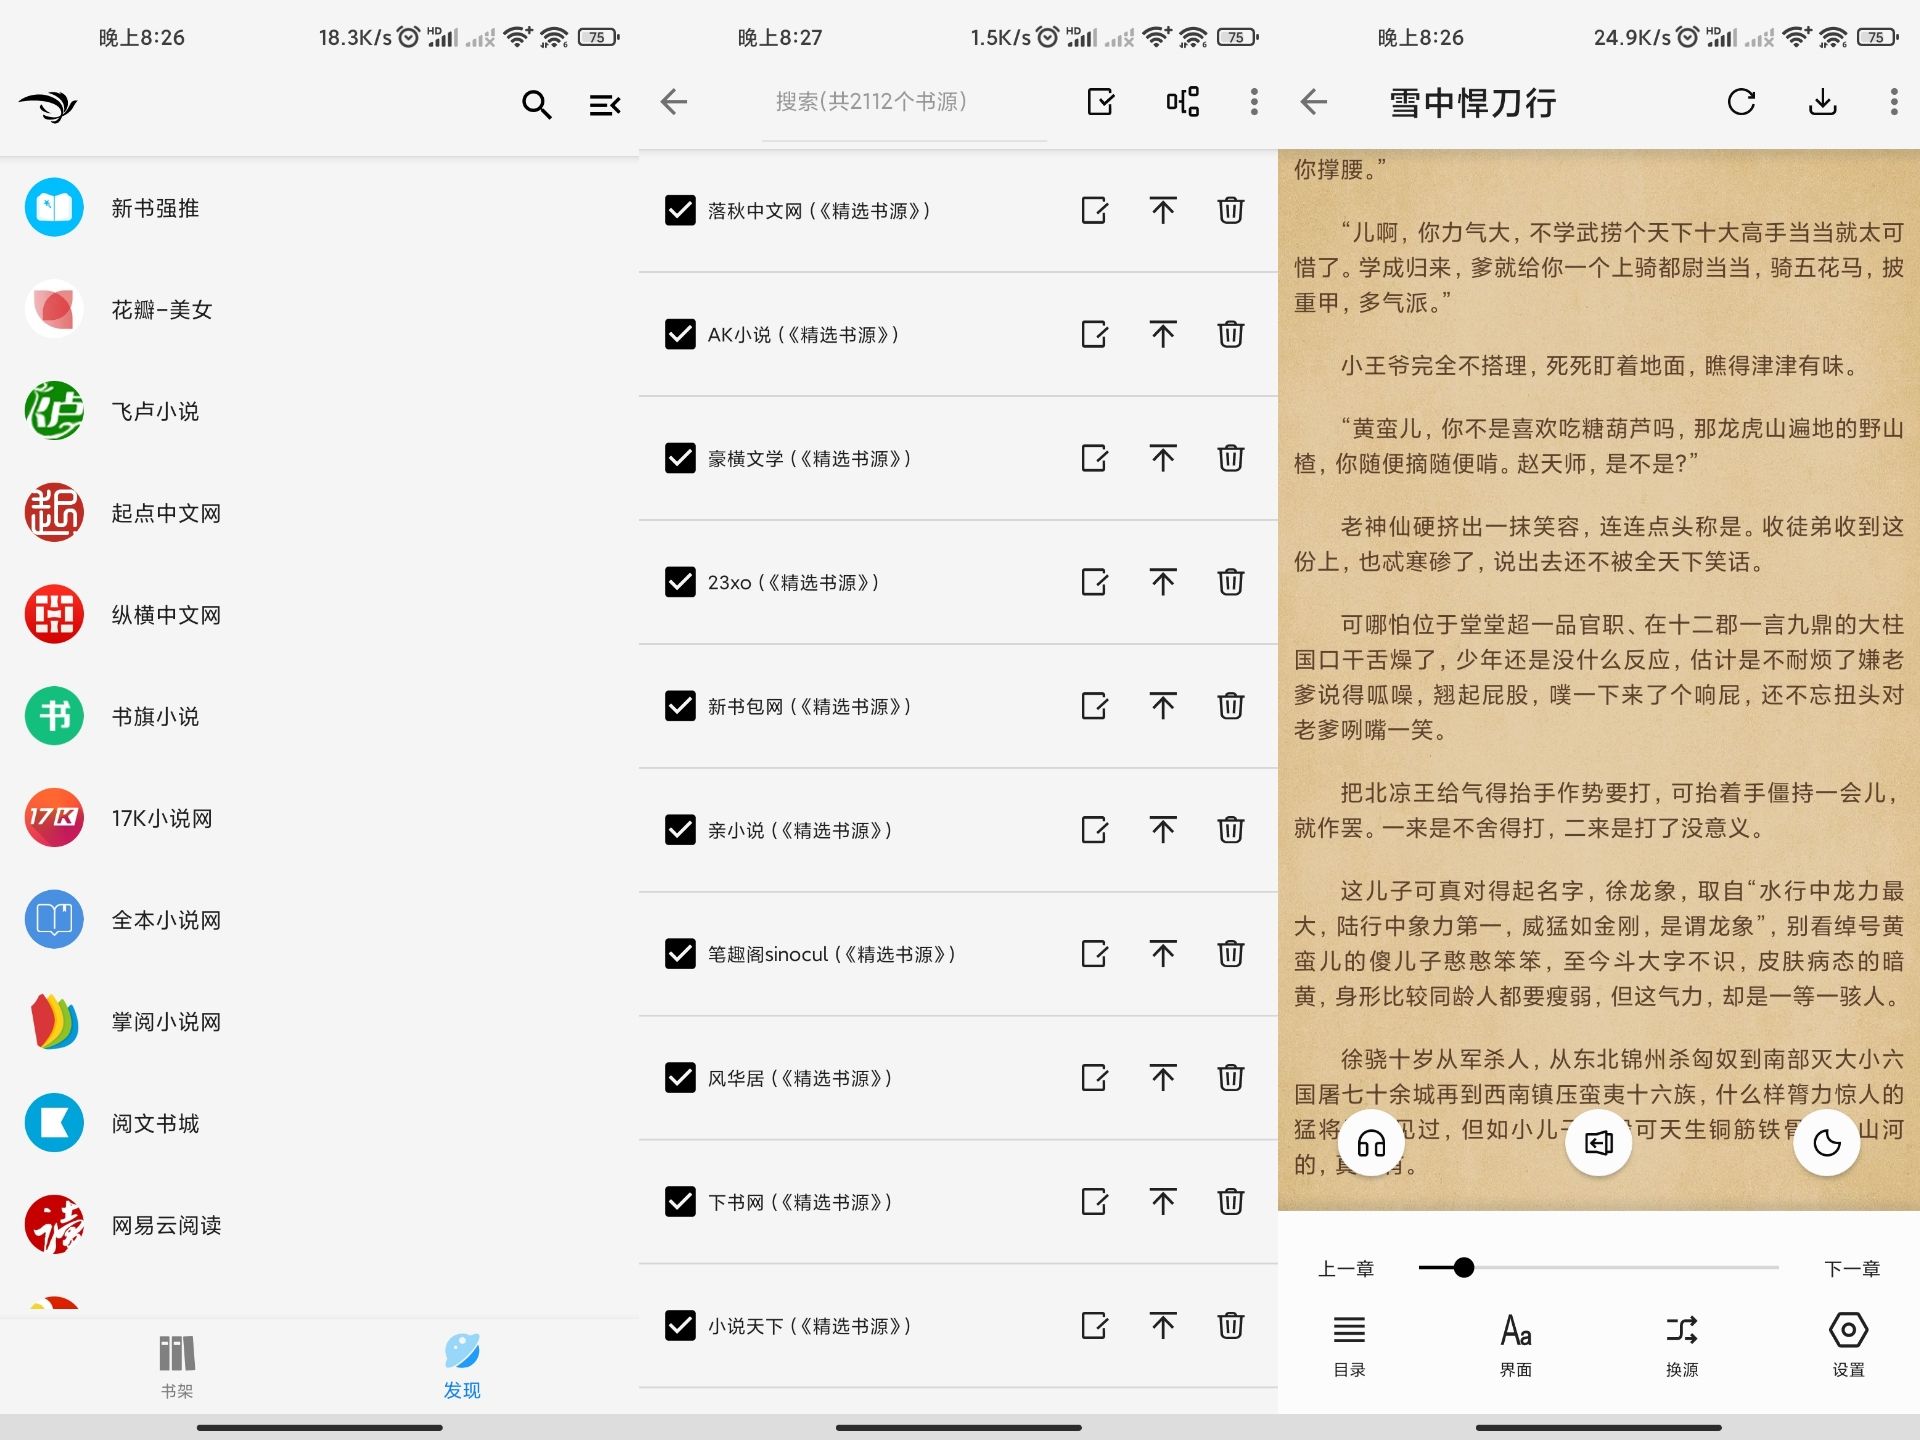 晚上8:26
18.3K/s
HD
75
新书强推
花瓣-美女
飞卢小说
起点中文网
纵横中文网
书
书旗小说
17K
17K小说网
全本小说网
掌阅小说网
阅文书城
读
网易云阅读
书架
发现
晚上8:27
1.5K/s
HD
75
搜索(共2112个书源)
落秋中文网 (《精选书源》)
AK小说 (《精选书源》)
豪横文学 (《精选书源》)
23xo (《精选书源》)
新书包网 (《精选书源》)
亲小说 (《精选书源》)
笔趣阁sinocul (《精选书源》)
风华居 (《精选书源》)
下书网 (《精选书源》)
小说天下 (《精选书源》)
晚上8:26
24.9K/s
HD
75
雪中悍刀行
你撑腰。”
“儿啊，你力气大，不学武捞个天下十大高手当当就太可
惜了。学成归来，爹就给你一个上骑都尉当当，骑五花马，披
重甲，多气派。”
小王爷完全不搭理，死死盯着地面，瞧得津津有味。
“黄蛮儿，你不是喜欢吃糖葫芦吗，那龙虎山遍地的野山
楂，你随便摘随便啃。赵天师，是不是？”
老神仙硬挤出一抹笑容，连连点头称是。收徒弟收到这
份上，也忒寒碜了，说出去还不被全天下笑话。
可哪怕位于堂堂超一品官职、在十二郡一言九鼎的大柱
国口干舌燥了，少年还是没什么反应，估计是不耐烦了嫌老
爹说得呱噪，翘起屁股，噗一下来了个响屁，还不忘扭头对
老爹咧嘴一笑。
把北凉王给气得抬手作势要打，可抬着手僵持一会儿，
就作罢。一来是不舍得打，二来是打了没意义。
这儿子可真对得起名字，徐龙象，取自“水行中龙力最
大，陆行中象力第一，威猛如金刚，是谓龙象”，别看绰号黄
蛮儿的傻儿子憨憨笨笨，至今斗大字不识，皮肤病态的暗
黄，身形比较同龄人都要瘦弱，但这气力，却是一等一骇人。
徐骁十岁从军杀人，从东北锦州杀匈奴到南部灭大小六
国屠七十余城再到西南镇压蛮夷十六族，什么样膂力惊人的
猛将 见过，但如小儿 可天生铜筋铁骨 山河
的，真 有。
上一章
下一章
目录
Aa
界面
换源
设置